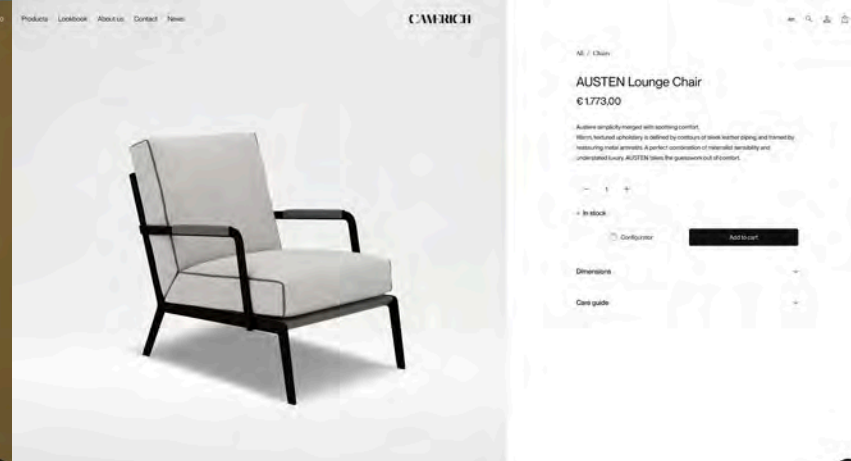 Products Lookbook About us Contact News
CAMERICH
en
All / Chairs
AUSTEN Lounge Chair
€1.773,00
Austere simplicity merged with soothing comfort.
Warm, textured upholstery is defined by contours of sleek leather piping and framed by
reassuring metal armrests. A perfect combination of materialist sensibility and
understated luxury, AUSTEN takes the guesswork out of comfort.
− 1 +
In stock
Configurator Add to cart
Dimensions
Care guide